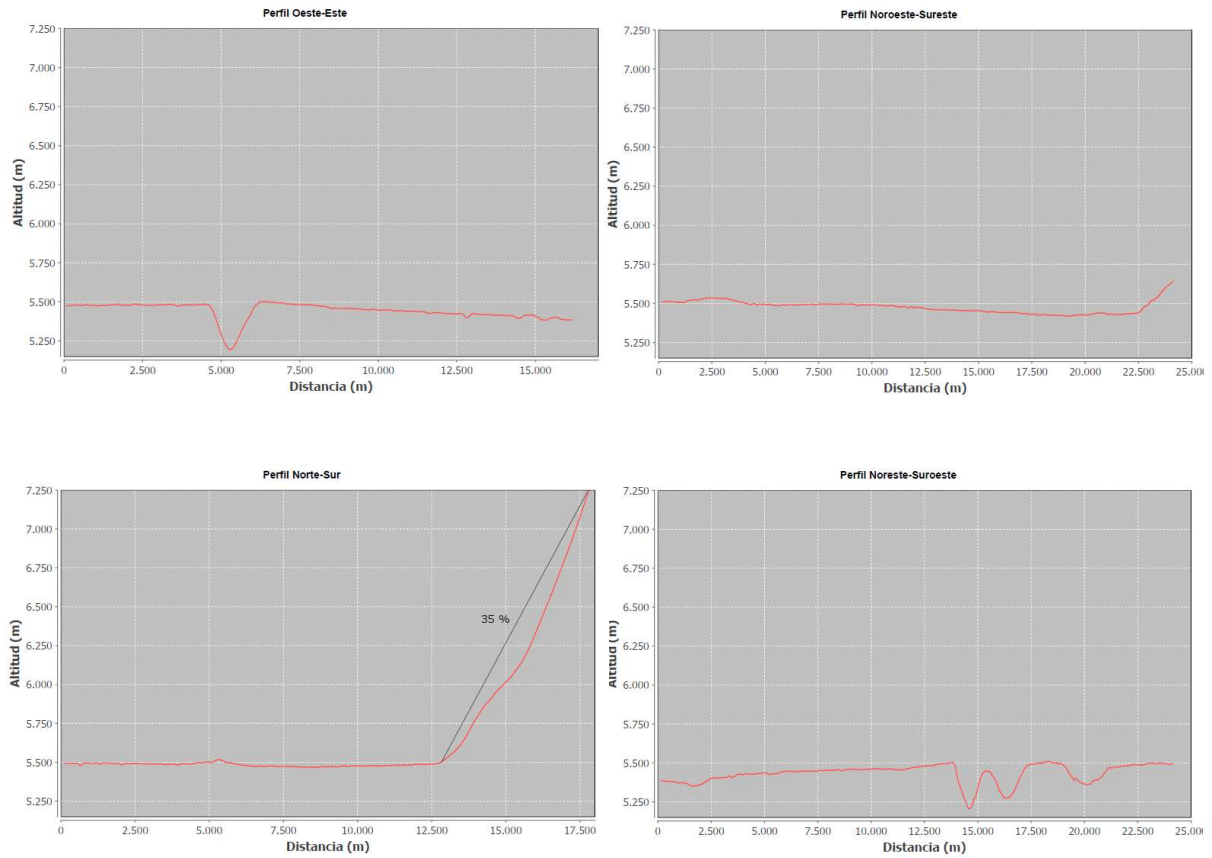 Perfil Oeste-Este
7.250
7.000
6.750
6.500
6.250
6.000
5.750
5.500
5.250
Altitud (m)
0 2.500 5.000 7.500 10.000 12.500 15.000
Distancia (m)
Perfil Noroeste-Sureste
7.250
7.000
6.750
6.500
6.250
6.000
5.750
5.500
5.250
Altitud (m)
0 2.500 5.000 7.500 10.000 12.500 15.000 17.500 20.000 22.500 25.000
Distancia (m)
Perfil Norte-Sur
7.250
7.000
6.750
6.500
6.250
6.000
5.750
5.500
5.250
Altitud (m)
35 %
0 2.500 5.000 7.500 10.000 12.500 15.000 17.500
Distancia (m)
Perfil Noreste-Suroeste
7.250
7.000
6.750
6.500
6.250
6.000
5.750
5.500
5.250
Altitud (m)
0 2.500 5.000 7.500 10.000 12.500 15.000 17.500 20.000 22.500 25.000
Distancia (m)